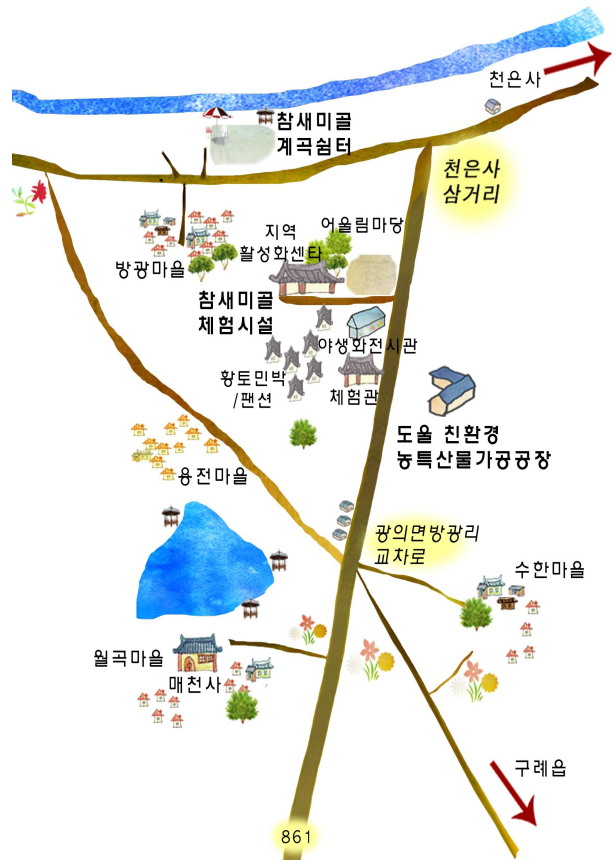 천은사
참새미골
계곡쉼터
천은사
삼거리
어울림마당
지역
활성화센타
방광마을
참새미골
체험시설
야생화전시관
황토민박
/팬션
체험관
도울 친환경
농특산물가공공장
용전마을
광의면방광리
교차로
수한마을
월곡마을
매천사
구례읍
861